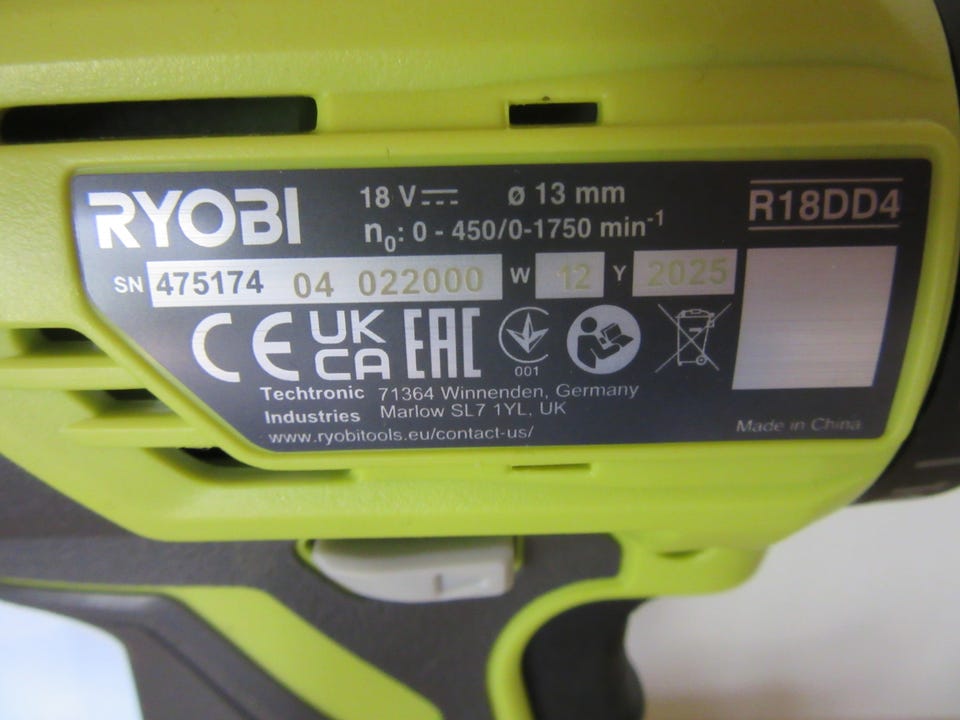 RYOBI
18 V ⎓ ø 13 mm
n0: 0 - 450/0-1750 min-1
R18DD4
SN 475174 04 022000 W 12 Y 2025
CE UK CA EAC 001
Techtronic Industries
71364 Winnenden, Germany
Marlow SL7 1YL, UK
www.ryobitools.eu/contact-us/
Made in China